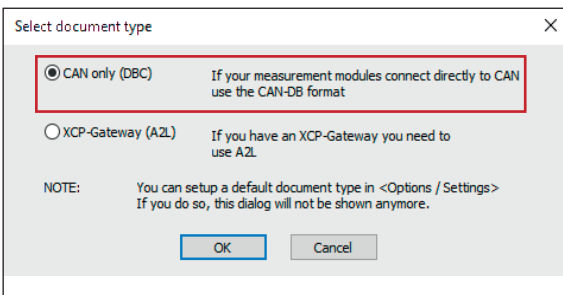 Select document type
CAN only (DBC)
If your measurement modules connect directly to CAN
use the CAN-DB format
XCP-Gateway (A2L)
If you have an XCP-Gateway you need to
use A2L
NOTE:
You can setup a default document type in <Options / Settings>
If you do so, this dialog will not be shown anymore.
OK
Cancel